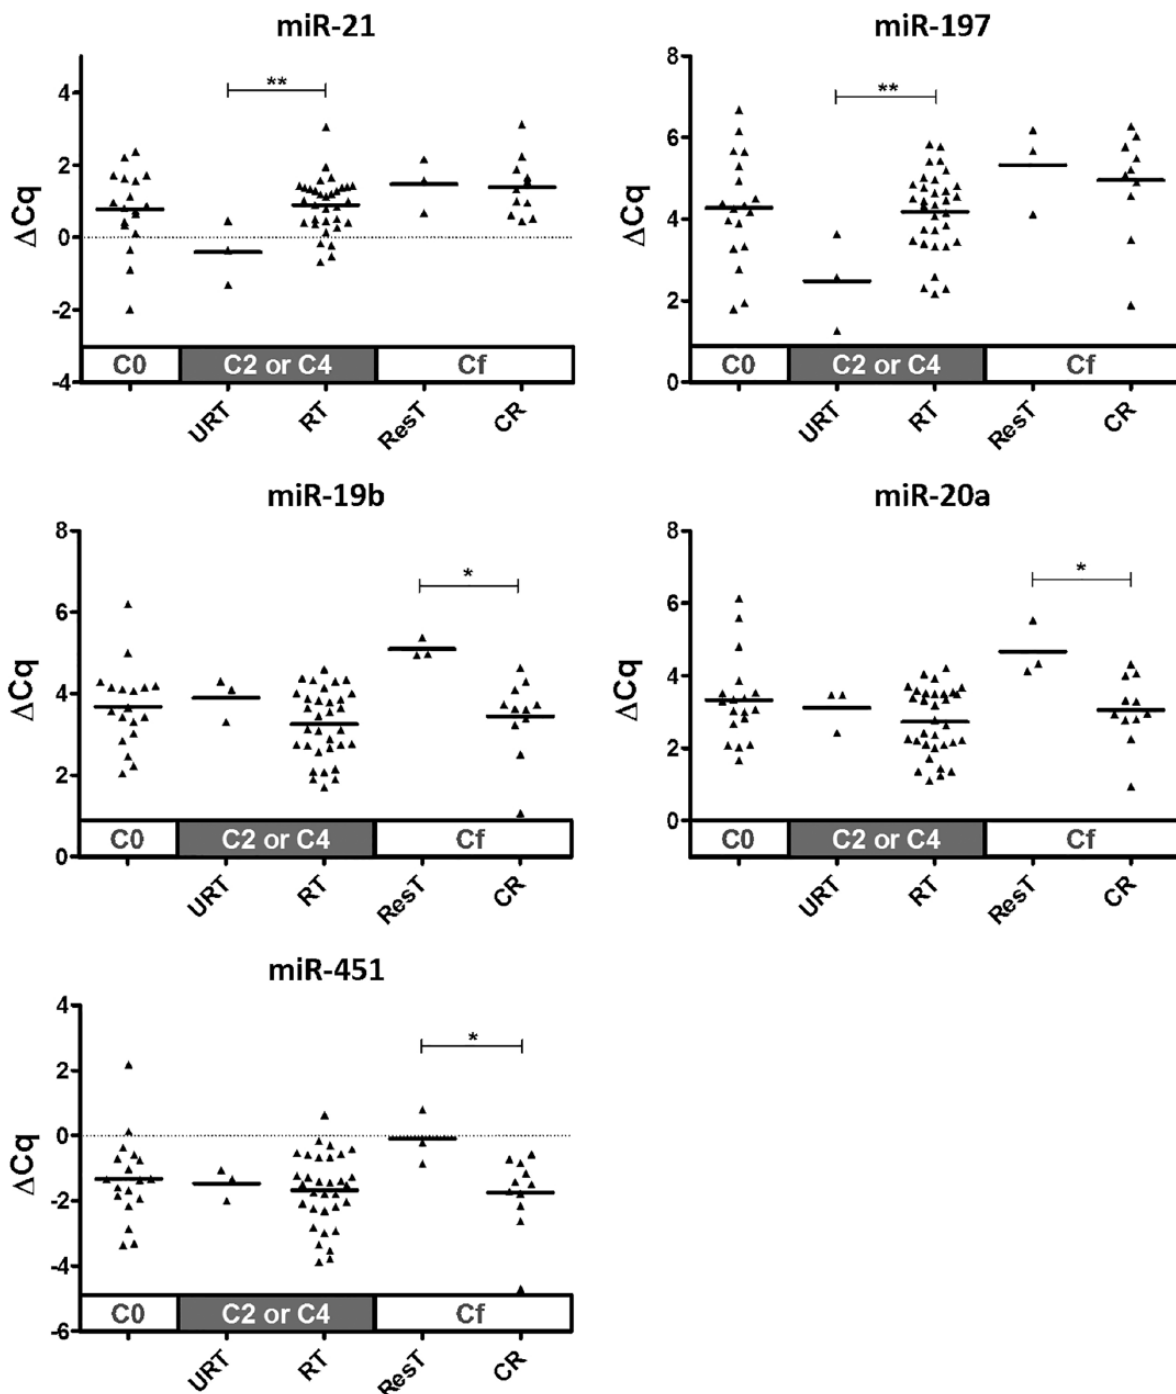 miR-21
miR-197
ΔCq
4
2
0
-2
-4
**
C0
C2 or C4
Cf
URT
RT
ResT
CR
ΔCq
8
6
4
2
0
**
C0
C2 or C4
Cf
URT
RT
ResT
CR
miR-19b
miR-20a
ΔCq
8
6
4
2
0
*
C0
C2 or C4
Cf
URT
RT
ResT
CR
ΔCq
8
6
4
2
0
*
C0
C2 or C4
Cf
URT
RT
ResT
CR
miR-451
ΔCq
4
2
0
-2
-4
-6
*
C0
C2 or C4
Cf
URT
RT
ResT
CR